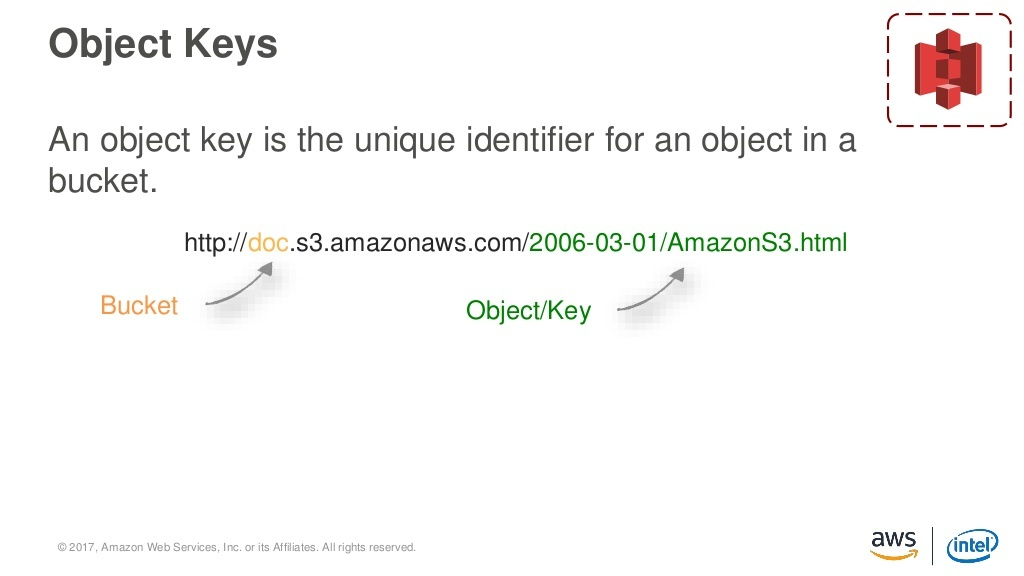 Object Keys
An object key is the unique identifier for an object in a
bucket.
http://doc.s3.amazonaws.com/2006-03-01/AmazonS3.html
Bucket
Object/Key
© 2017, Amazon Web Services, Inc. or its Affiliates. All rights reserved.
aws
intel